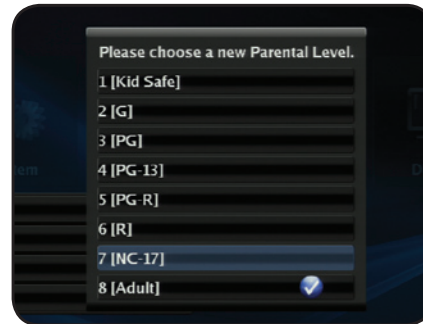 Please choose a new Parental Level.
1 [Kid Safe]
2 [G]
3 [PG]
4 [PG-13]
5 [PG-R]
6 [R]
7 [NC-17]
8 [Adult]